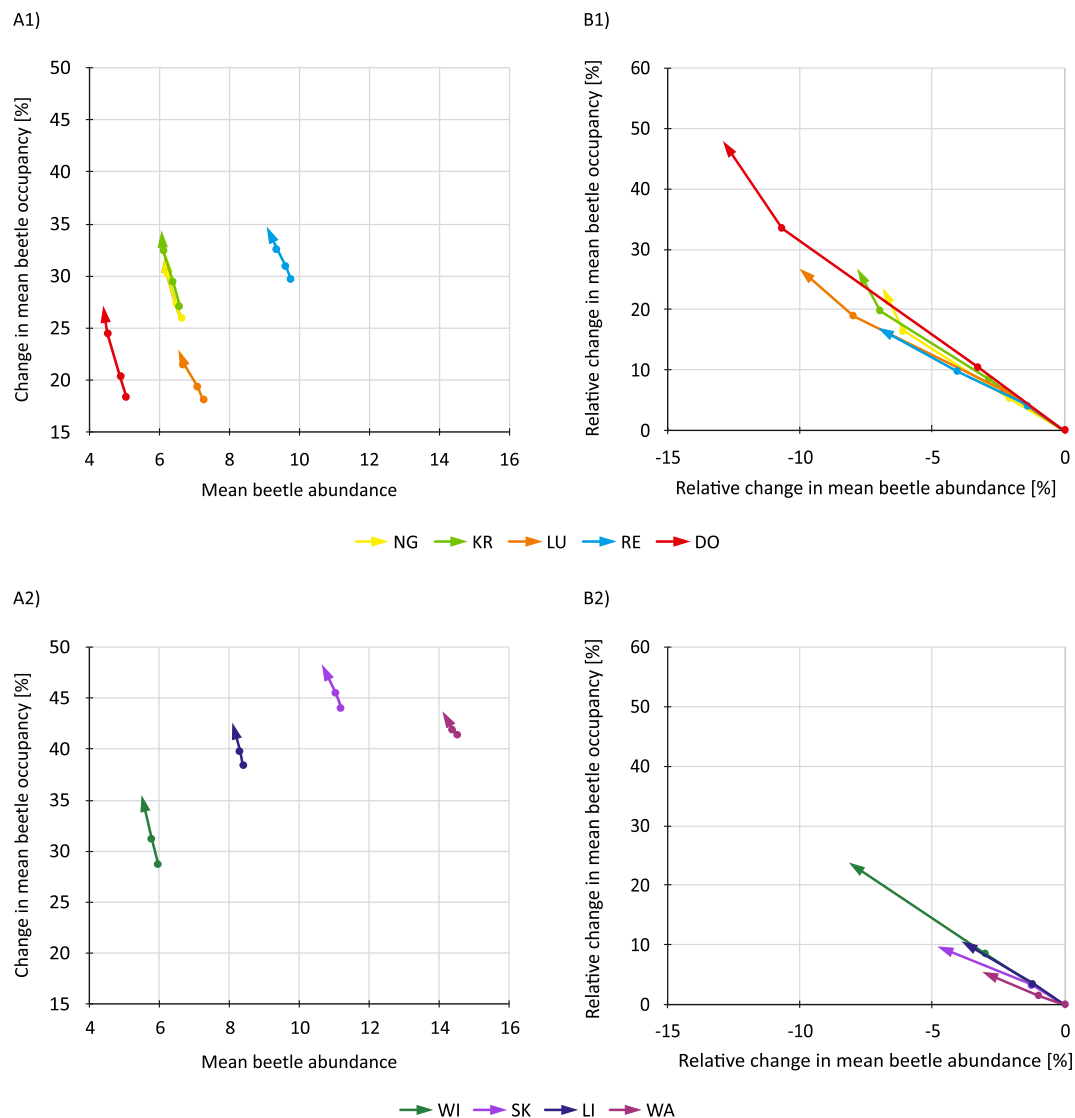 A1)
B1)
Change in mean beetle occupancy [%]
50
45
40
35
30
25
20
15
4 6 8 10 12 14 16
Mean beetle abundance
Relative change in mean beetle occupancy [%]
60
50
40
30
20
10
0
-15 -10 -5 0
Relative change in mean beetle abundance [%]
NG KR LU RE DO
A2)
B2)
Change in mean beetle occupancy [%]
50
45
40
35
30
25
20
15
4 6 8 10 12 14 16
Mean beetle abundance
Relative change in mean beetle occupancy [%]
60
50
40
30
20
10
0
-15 -10 -5 0
Relative change in mean beetle abundance [%]
WI SK LI WA